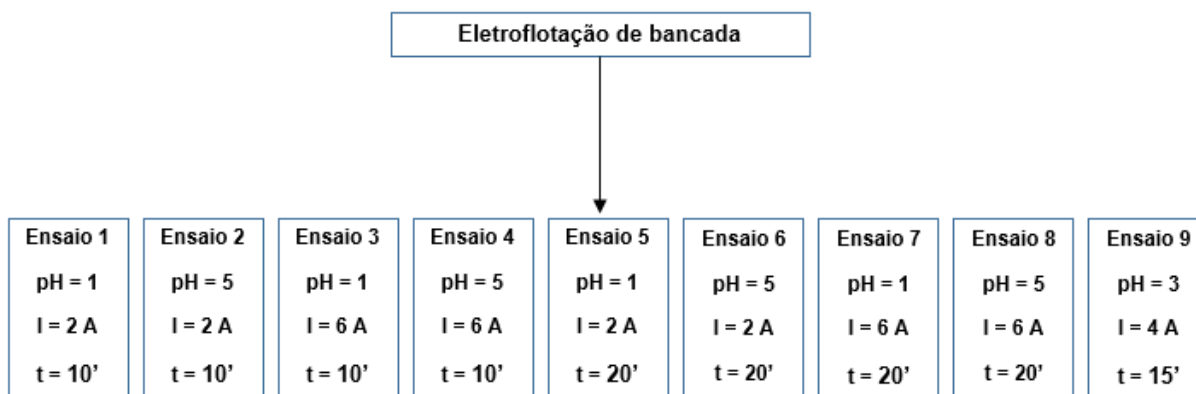 Eletroflotação de bancada
Ensaio 1
pH = 1
I = 2 A
t = 10’
Ensaio 2
pH = 5
I = 2 A
t = 10’
Ensaio 3
pH = 1
I = 6 A
t = 10’
Ensaio 4
pH = 5
I = 6 A
t = 10’
Ensaio 5
pH = 1
I = 2 A
t = 20’
Ensaio 6
pH = 5
I = 2 A
t = 20’
Ensaio 7
pH = 1
I = 6 A
t = 20’
Ensaio 8
pH = 5
I = 6 A
t = 20’
Ensaio 9
pH = 3
I = 4 A
t = 15’